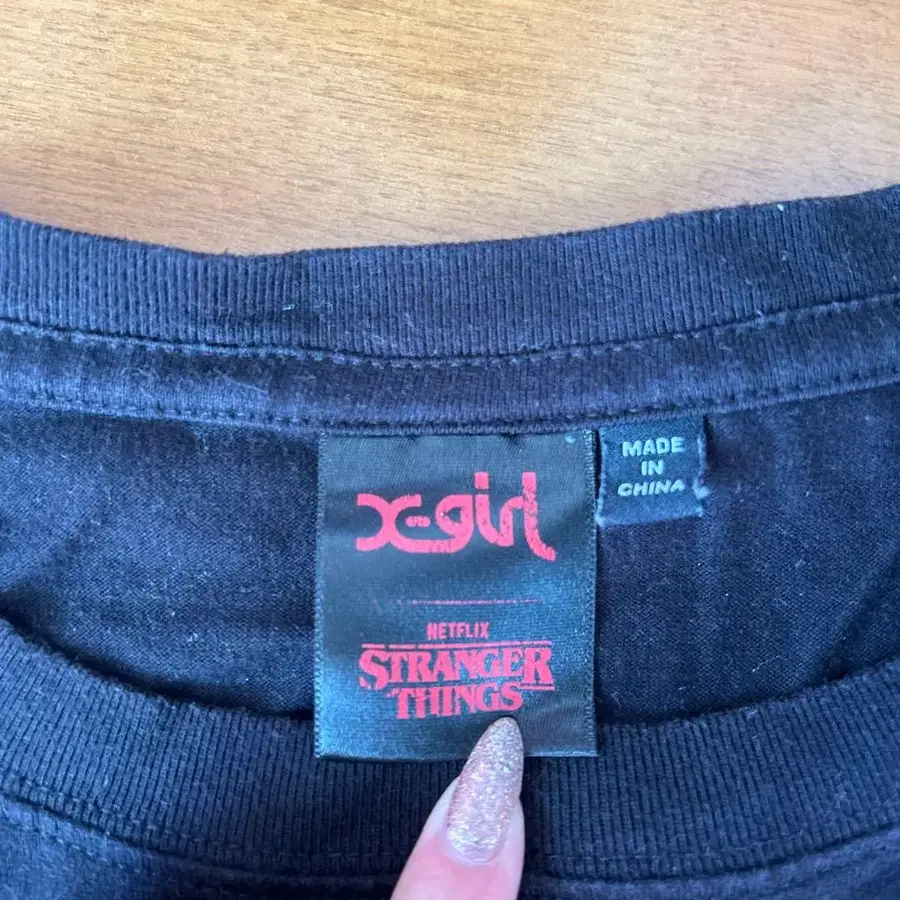 X-girl
NETFLIX
STRANGER
THINGS
MADE
IN
CHINA